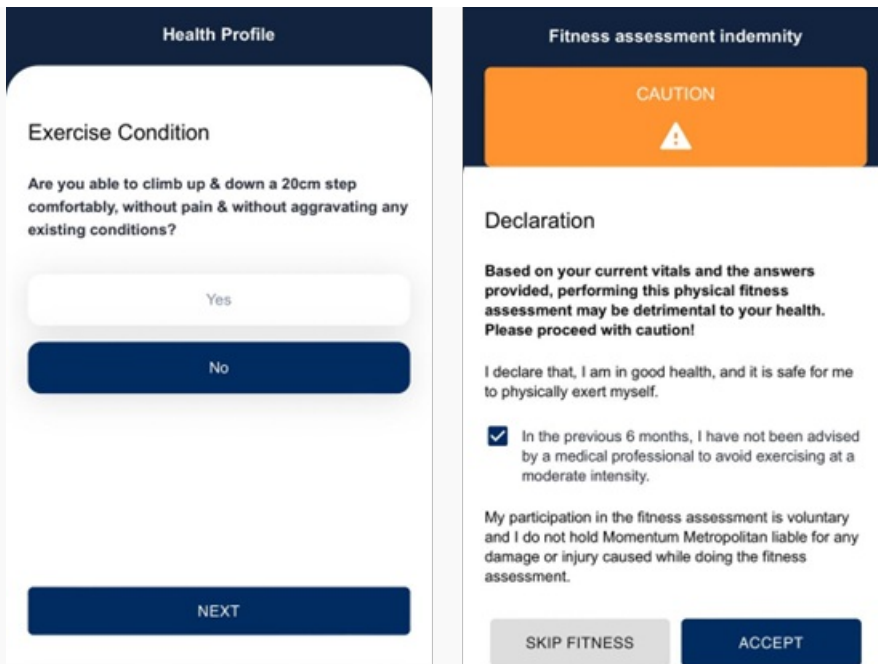 Health Profile
Exercise Condition
Are you able to climb up & down a 20cm step
comfortably, without pain & without aggravating any
existing conditions?
Yes
No
NEXT
Fitness assessment indemnity
CAUTION
Declaration
Based on your current vitals and the answers
provided, performing this physical fitness
assessment may be detrimental to your health.
Please proceed with caution!
I declare that, I am in good health, and it is safe for me
to physically exert myself.
In the previous 6 months, I have not been advised
by a medical professional to avoid exercising at a
moderate intensity.
My participation in the fitness assessment is voluntary
and I do not hold Momentum Metropolitan liable for any
damage or injury caused while doing the fitness
assessment.
SKIP FITNESS
ACCEPT